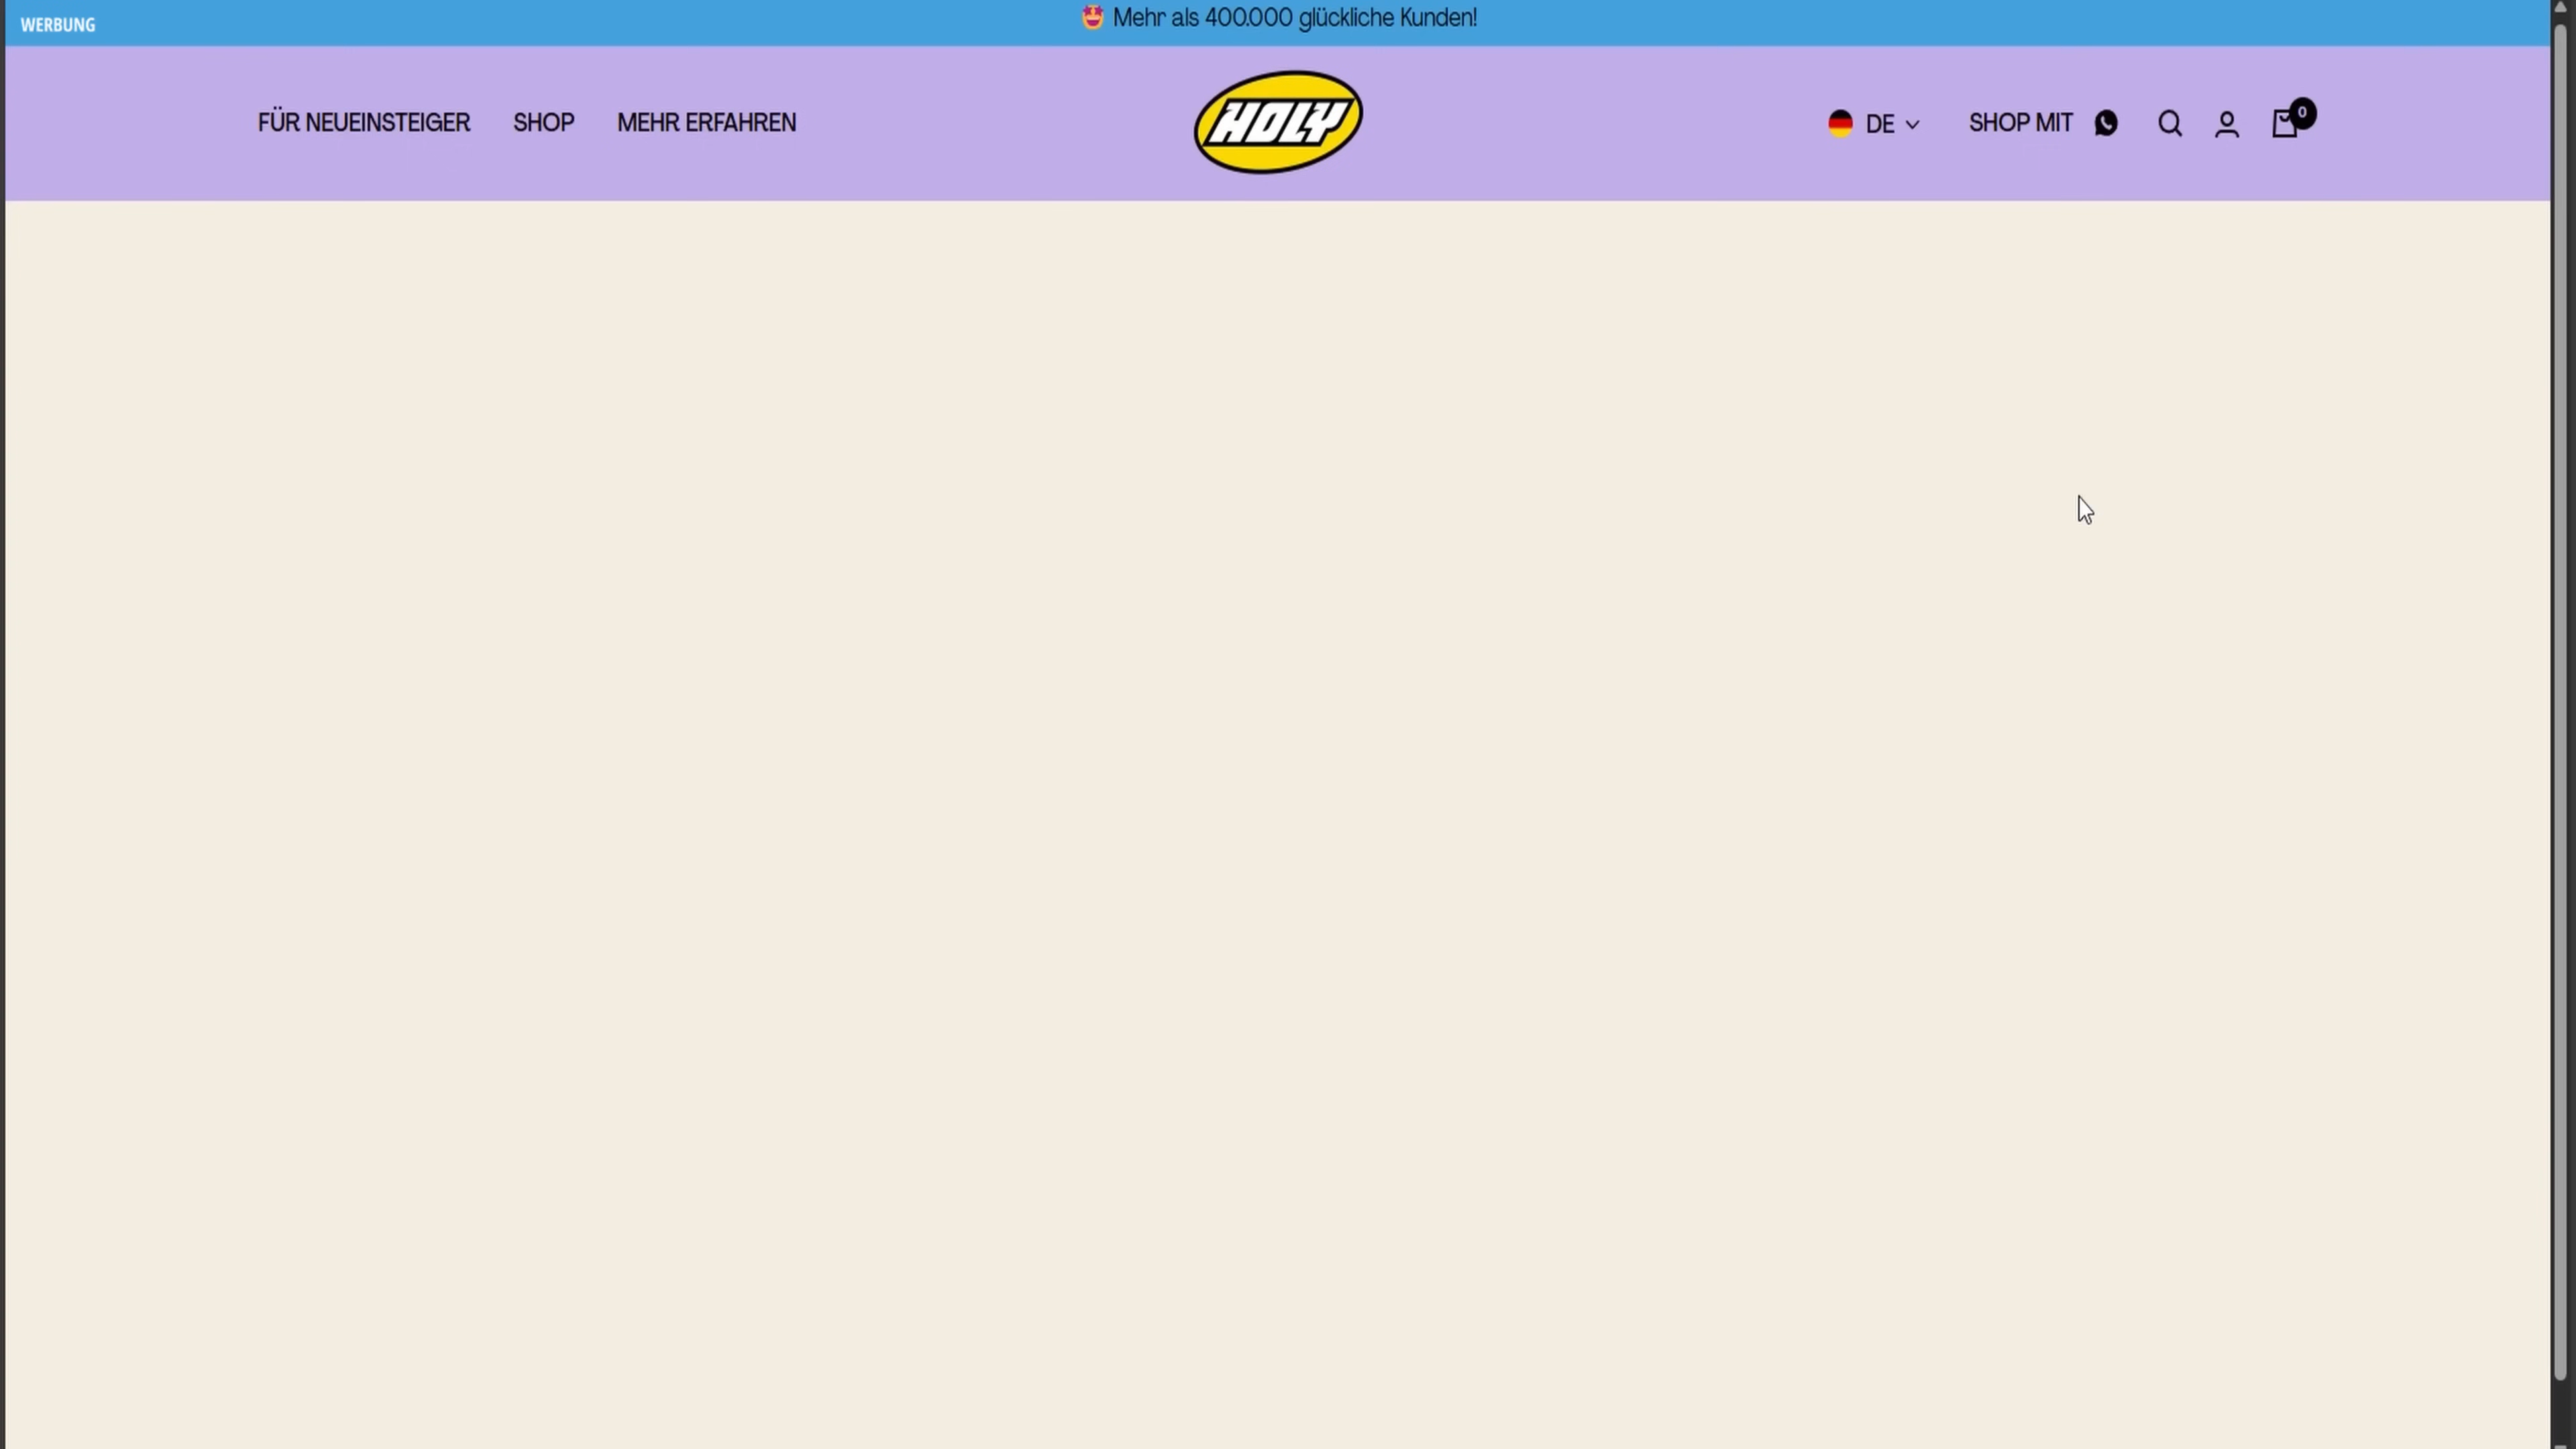 WERBUNG
🤩 Mehr als 400.000 glückliche Kunden!
FÜR NEUEINSTEIGER SHOP MEHR ERFAHREN
HOLY
DE SHOP MIT 0